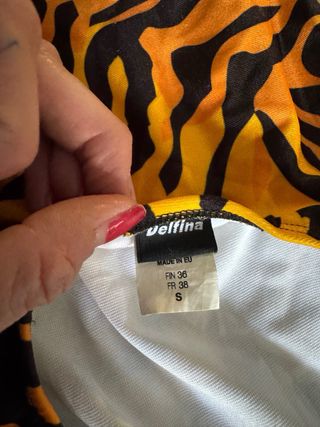 Delfina
MADE IN EU
FIN 36
FR 38
S